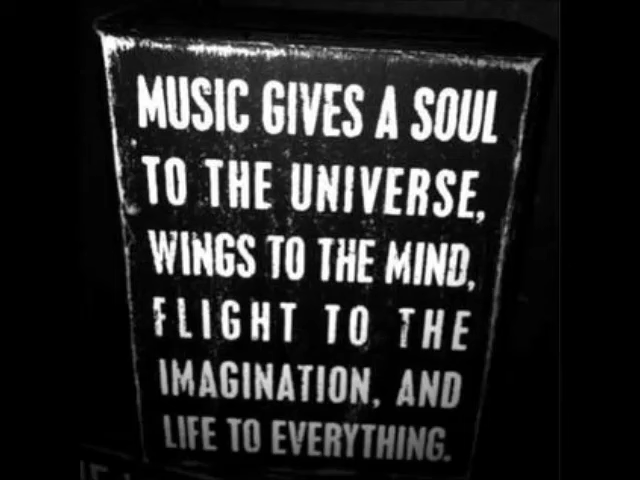 MUSIC GIVES A SOUL
TO THE UNIVERSE,
WINGS TO THE MIND,
FLIGHT TO THE
IMAGINATION, AND
LIFE TO EVERYTHING.